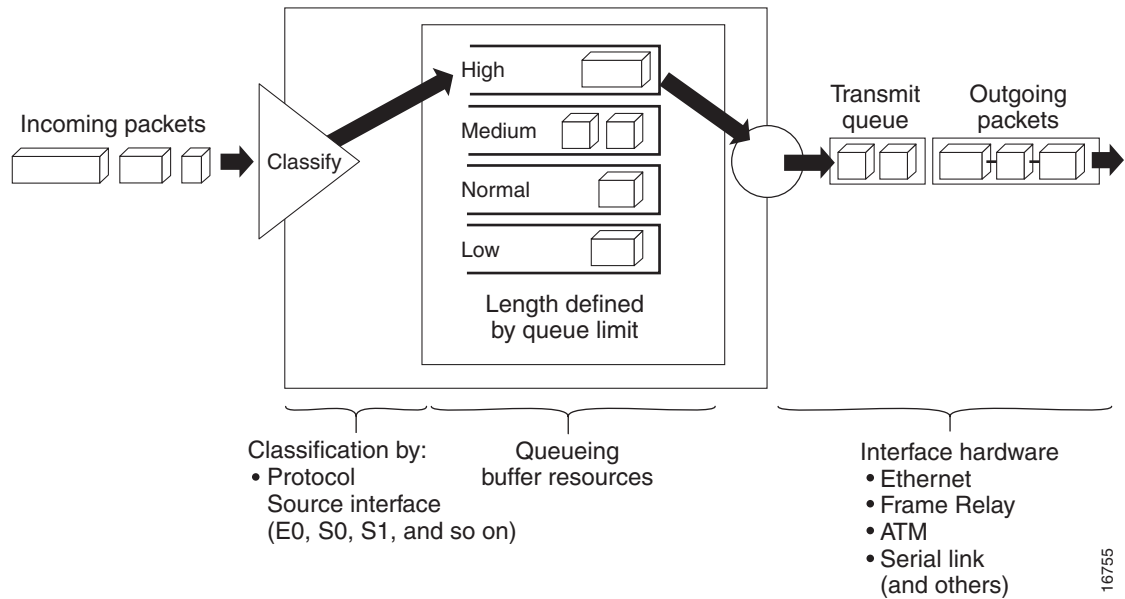 Incoming packets
Classify
High
Medium
Normal
Low
Length defined
by queue limit
Transmit
queue
Outgoing
packets
Classification by:
• Protocol
Source interface
(E0, S0, S1, and so on)
Queueing
buffer resources
Interface hardware
• Ethernet
• Frame Relay
• ATM
• Serial link
(and others)
16755